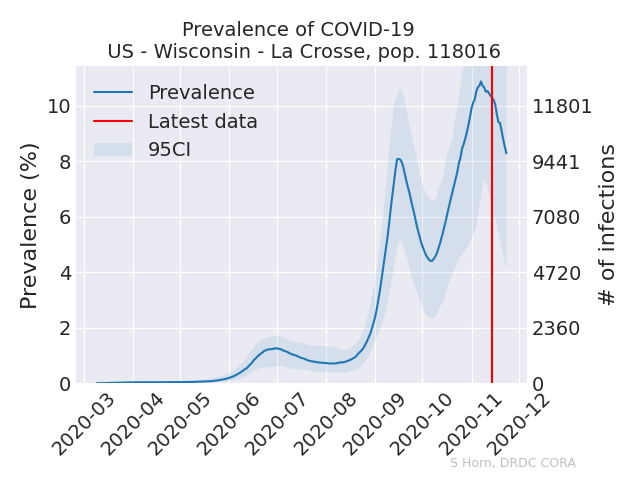 Prevalence of COVID-19
US - Wisconsin - La Crosse, pop. 118016
Prevalence
Latest data
95CI
Prevalence (%)
10
8
6
4
2
0
11801
9441
7080
4720
2360
0
# of infections
2020-03
2020-04
2020-05
2020-06
2020-07
2020-08
2020-09
2020-10
2020-11
2020-12
S Horn, DRDC CORA